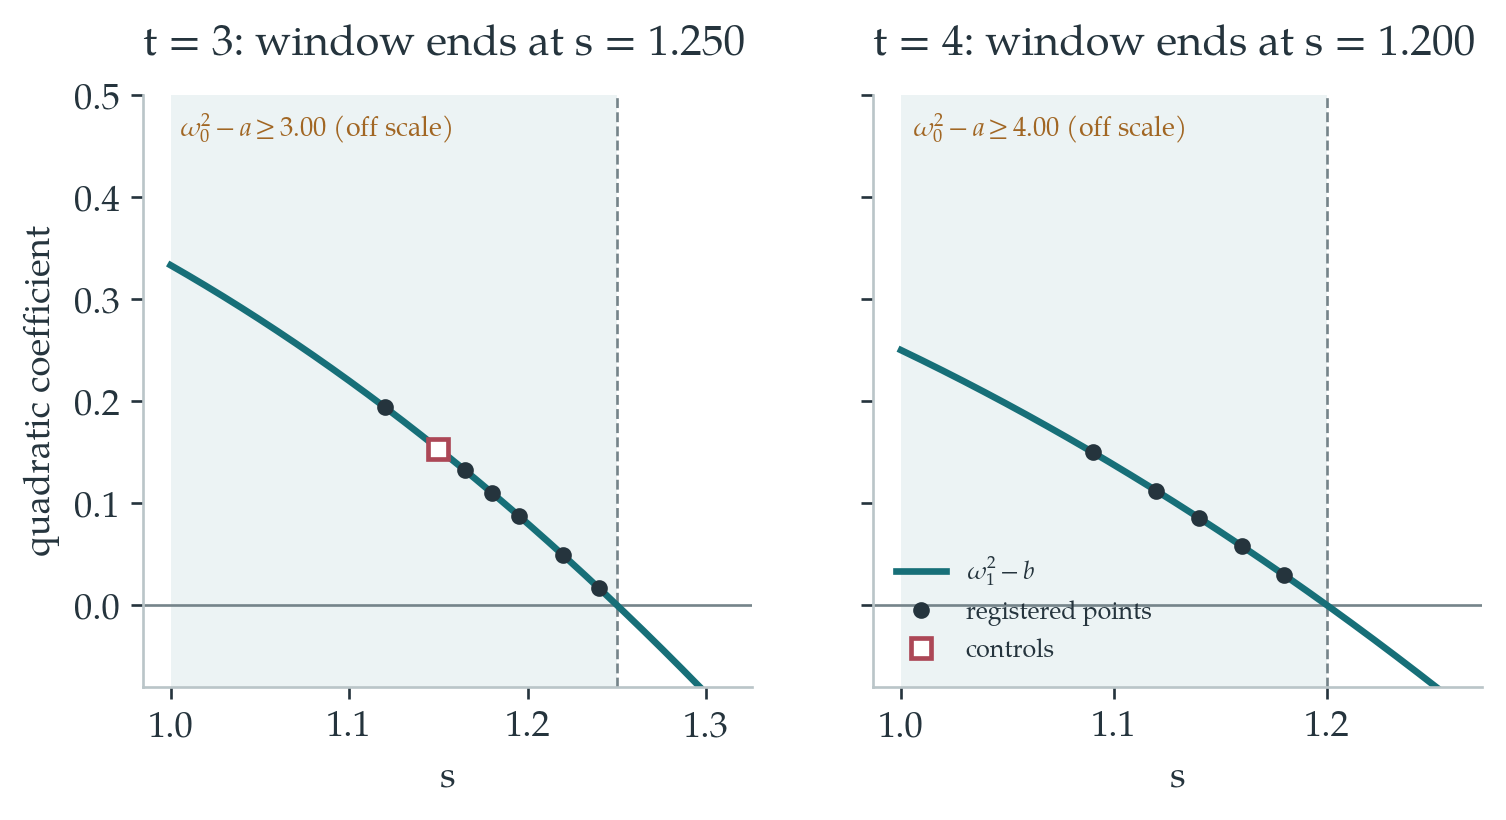 t = 3: window ends at s = 1.250
t = 4: window ends at s = 1.200
ω₀² − a ≥ 3.00 (off scale)
ω₀² − a ≥ 4.00 (off scale)
quadratic coefficient
0.5
0.4
0.3
0.2
0.1
0.0
ω₁² − b
registered points
controls
1.0 1.1 1.2 1.3
1.0 1.1 1.2
s
s